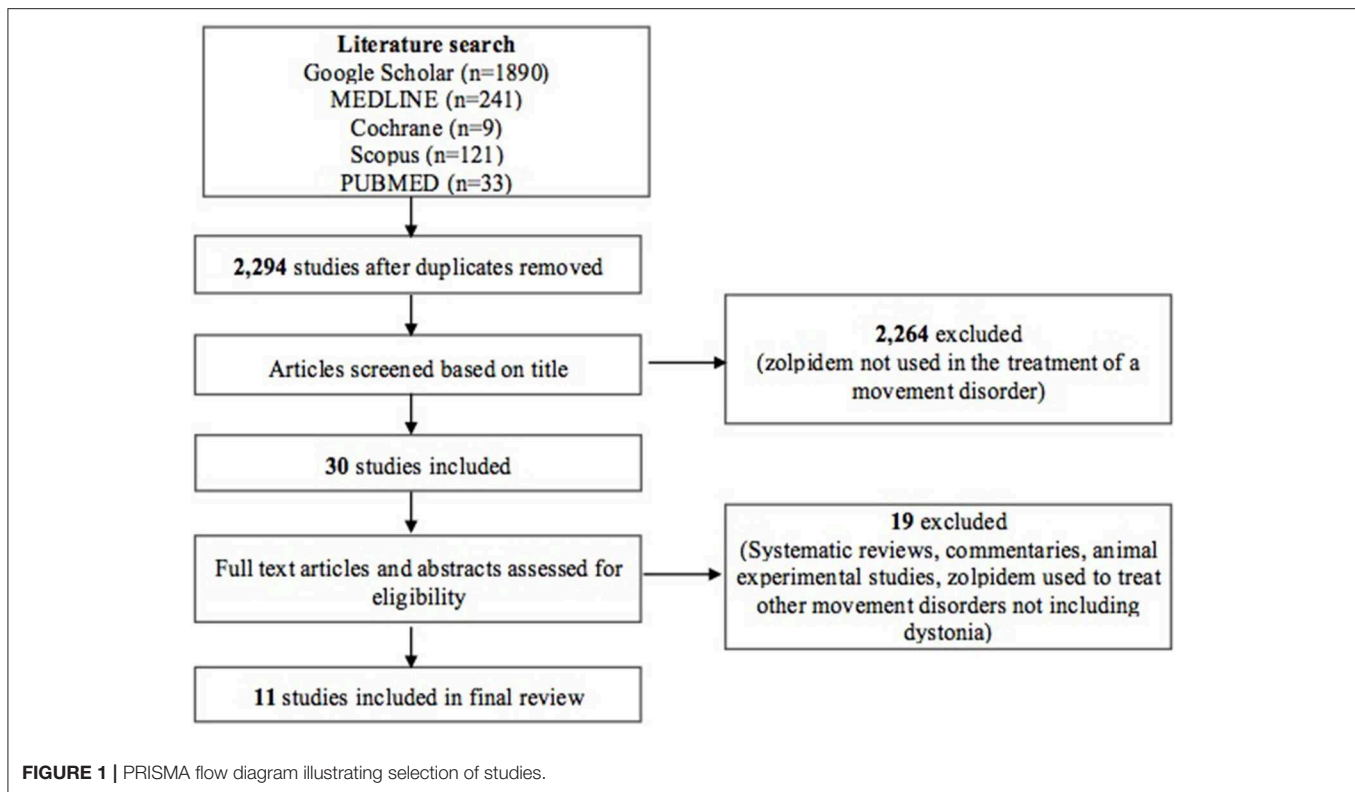 Literature search
Google Scholar (n=1890)
MEDLINE (n=241)
Cochrane (n=9)
Scopus (n=121)
PUBMED (n=33)
2,294 studies after duplicates removed
Articles screened based on title
2,264 excluded
(zolpidem not used in the treatment of a
movement disorder)
30 studies included
Full text articles and abstracts assessed for
eligibility
19 excluded
(Systematic reviews, commentaries, animal
experimental studies, zolpidem used to treat
other movement disorders not including
dystonia)
11 studies included in final review
FIGURE 1 | PRISMA flow diagram illustrating selection of studies.